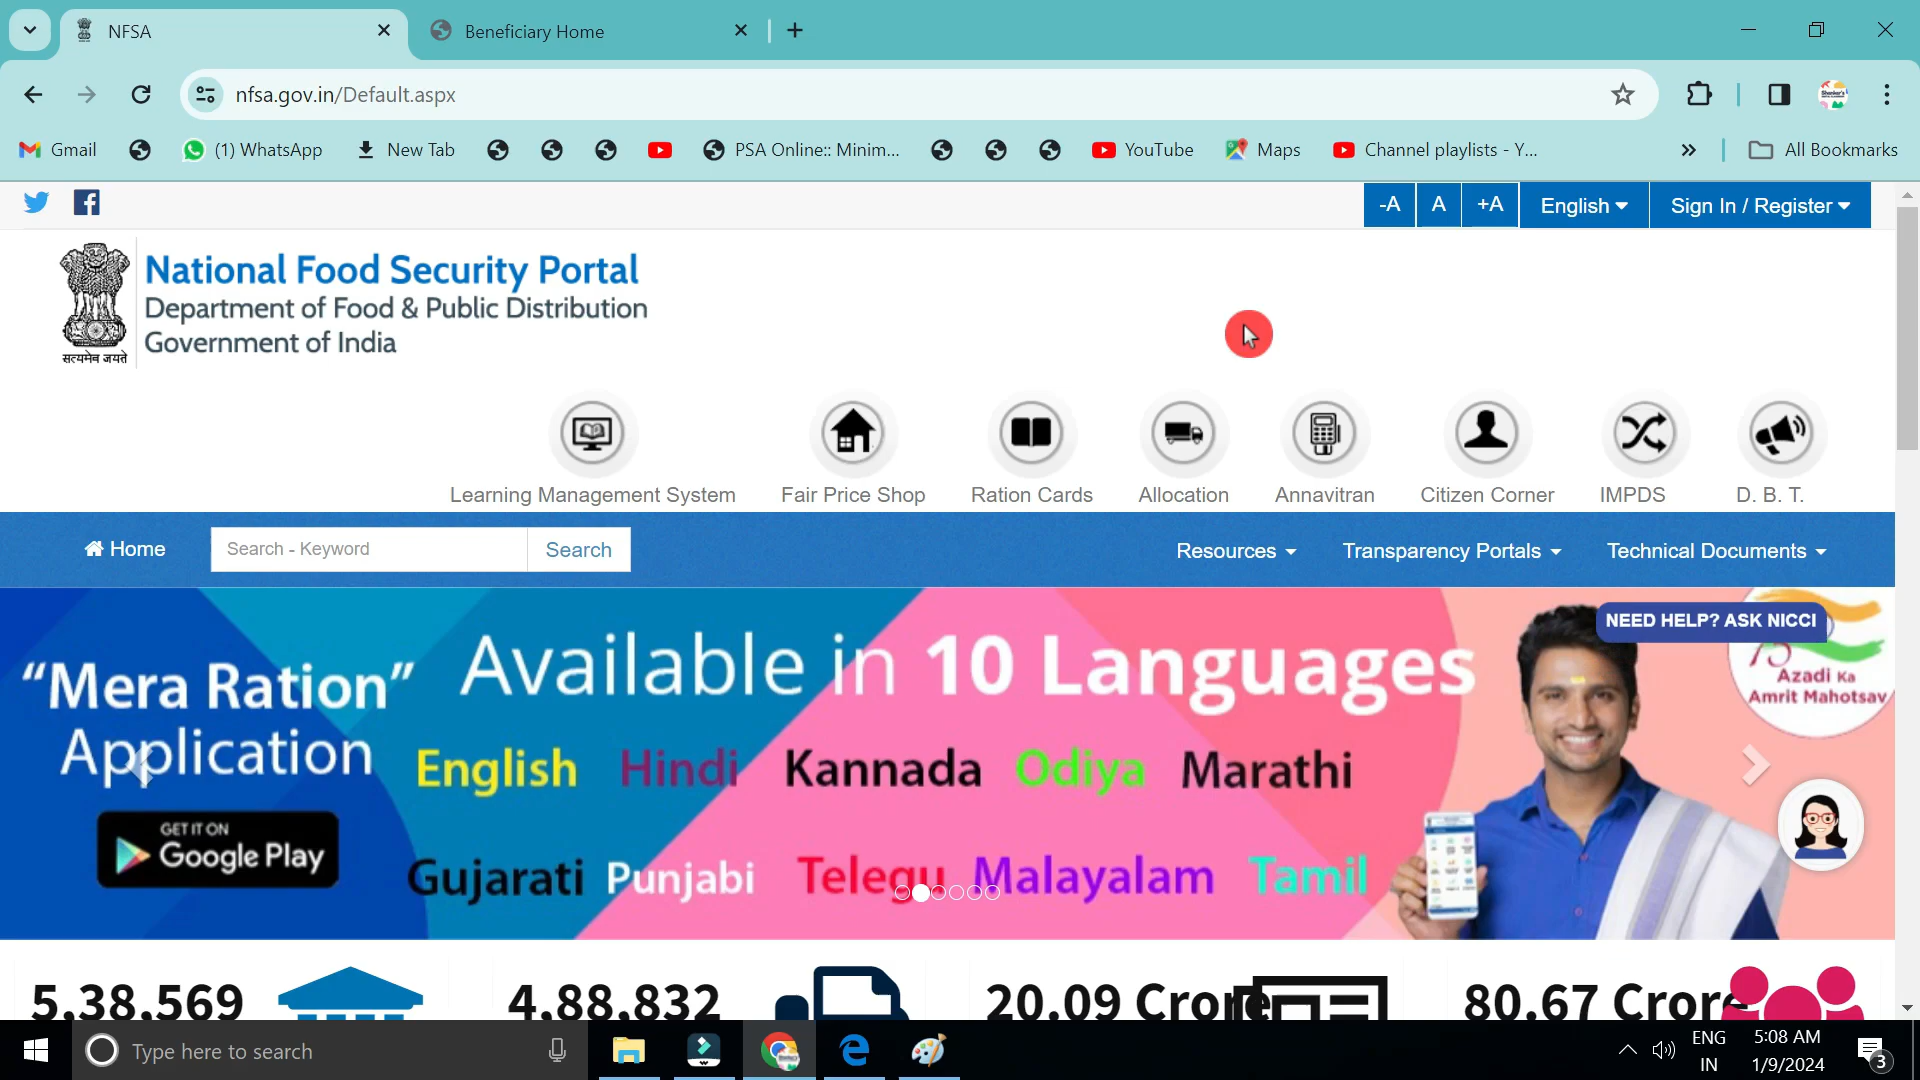 NFSA
Beneficiary Home
nfsa.gov.in/Default.aspx
Gmail
(1) WhatsApp
New Tab
PSA Online:: Minim...
YouTube
Maps
Channel playlists - Y...
All Bookmarks
-A
A
+A
English
Sign In / Register
National Food Security Portal
Department of Food & Public Distribution
Government of India
सत्यमेव जयते
Learning Management System
Fair Price Shop
Ration Cards
Allocation
Annavitran
Citizen Corner
IMPDS
D. B. T.
Home
Search - Keyword
Search
Resources
Transparency Portals
Technical Documents
NEED HELP? ASK NICCI
"Mera Ration"
Application
GET IT ON
Google Play
Available in 10 Languages
English Hindi Kannada Odiya Marathi
Gujarati Punjabi Telegu Malayalam Tamil
75
Azadi Ka
Amrit Mahotsav
5,38,569
4,88,832
20.09 Crore
80.67 Crore
Type here to search
ENG
IN
5:08 AM
1/9/2024
3